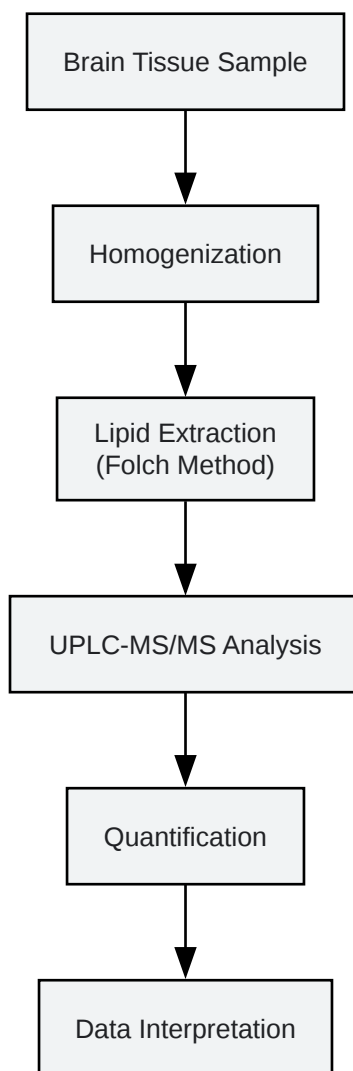 Brain Tissue Sample
Homogenization
Lipid Extraction
(Folch Method)
UPLC-MS/MS Analysis
Quantification
Data Interpretation